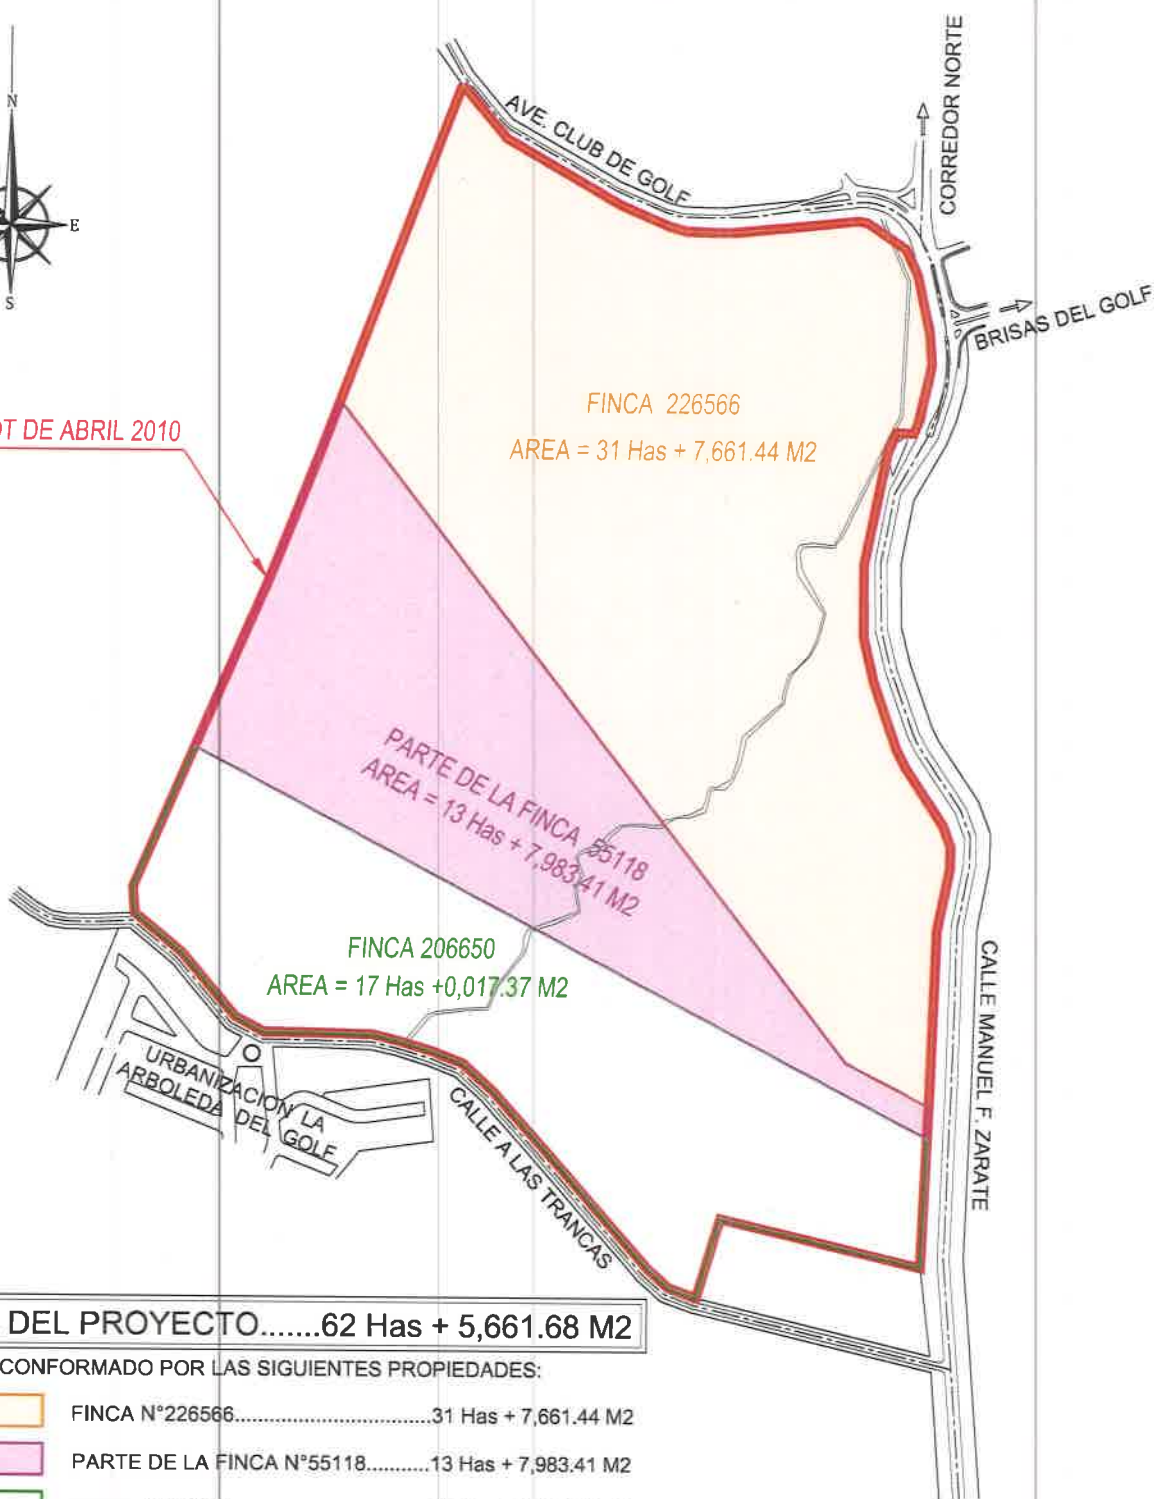 N
E
S
AVE. CLUB DE GOLF
CORREDOR NORTE
BRISAS DEL GOLF
DE ABRIL 2010
FINCA 226566
AREA = 31 Has + 7,661.44 M2
PARTE DE LA FINCA 55118
AREA = 13 Has + 7,983.41 M2
FINCA 206650
AREA = 17 Has +0,017.37 M2
URBANIZACION LA
ARBOLEDA DEL GOLF
CALLE A LAS TRANCAS
CALLE MANUEL F. ZARATE
DEL PROYECTO.......62 Has + 5,661.68 M2
CONFORMADO POR LAS SIGUIENTES PROPIEDADES:
FINCA N°226566................................31 Has + 7,661.44 M2
PARTE DE LA FINCA N°55118...........13 Has + 7,983.41 M2